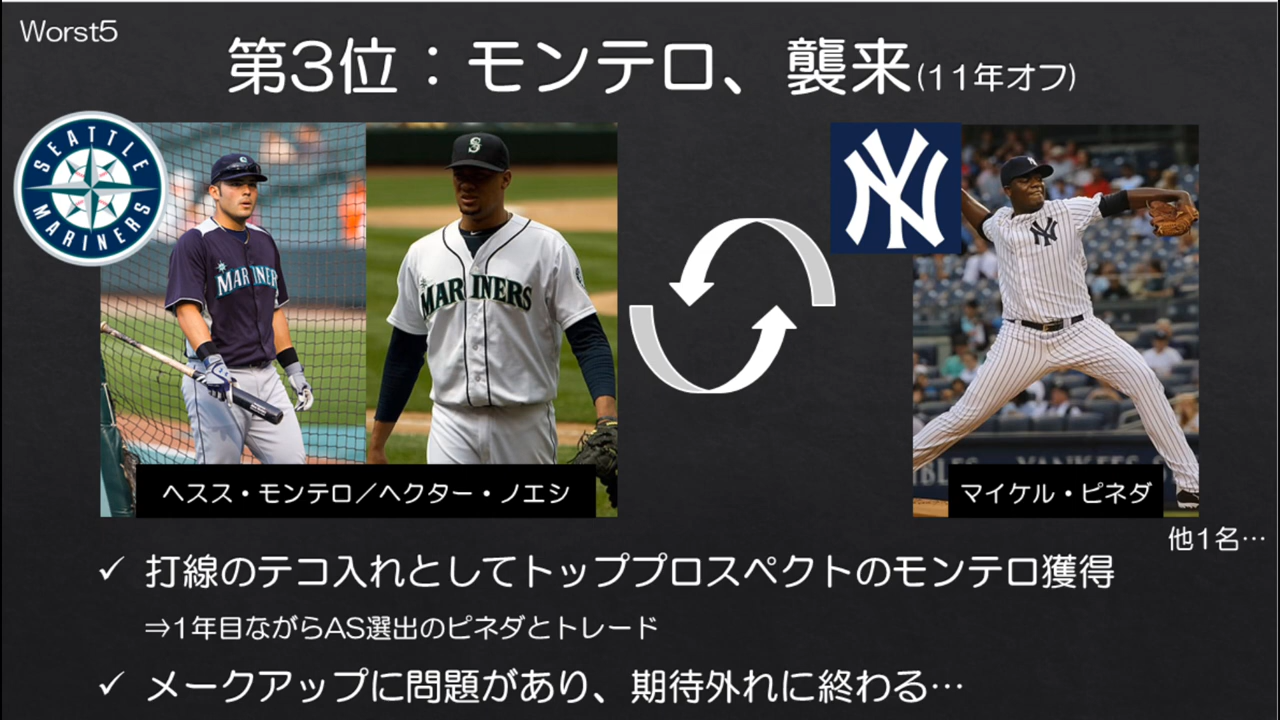 Worst5
第3位：モンテロ、襲来(11年オフ)
SEATTLE
MARINERS
NY
S
MARINERS
MARINERS
NY
YANKEES
ヘスス・モンテロ／ヘクター・ノエシ
マイケル・ピネダ
他1名…
✓ 打線のテコ入れとしてトッププロスペクトのモンテロ獲得
⇒1年目ながらAS選出のピネダとトレード
✓ メークアップに問題があり、期待外れに終わる…